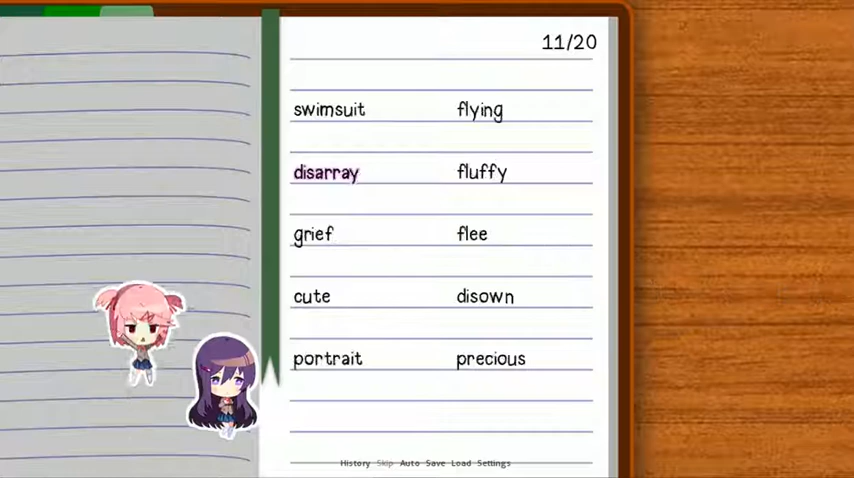 11/20
swimsuit flying
disarray fluffy
grief flee
cute disown
portrait precious
History Skip Auto Save Load Settings